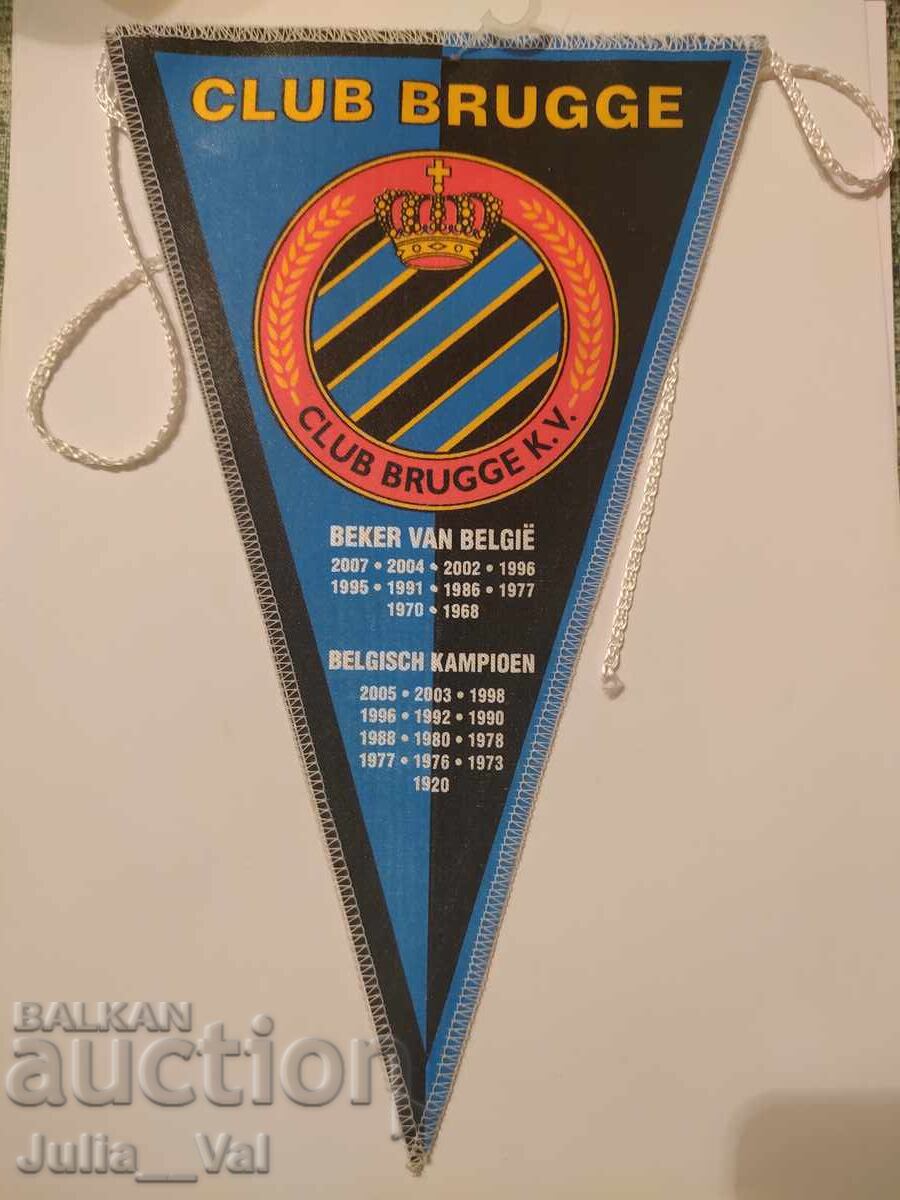 CLUB BRUGGE
CLUB BRUGGE K.V.
BEKER VAN BELGIË
2007 • 2004 • 2002 • 1996
1995 • 1991 • 1986 • 1977
1970 • 1968
BELGISCH KAMPIOEN
2005 • 2003 • 1998
1996 • 1992 • 1990
1988 • 1980 • 1978
1977 • 1976 • 1973
1920
BALKAN
auction
Julia__Val